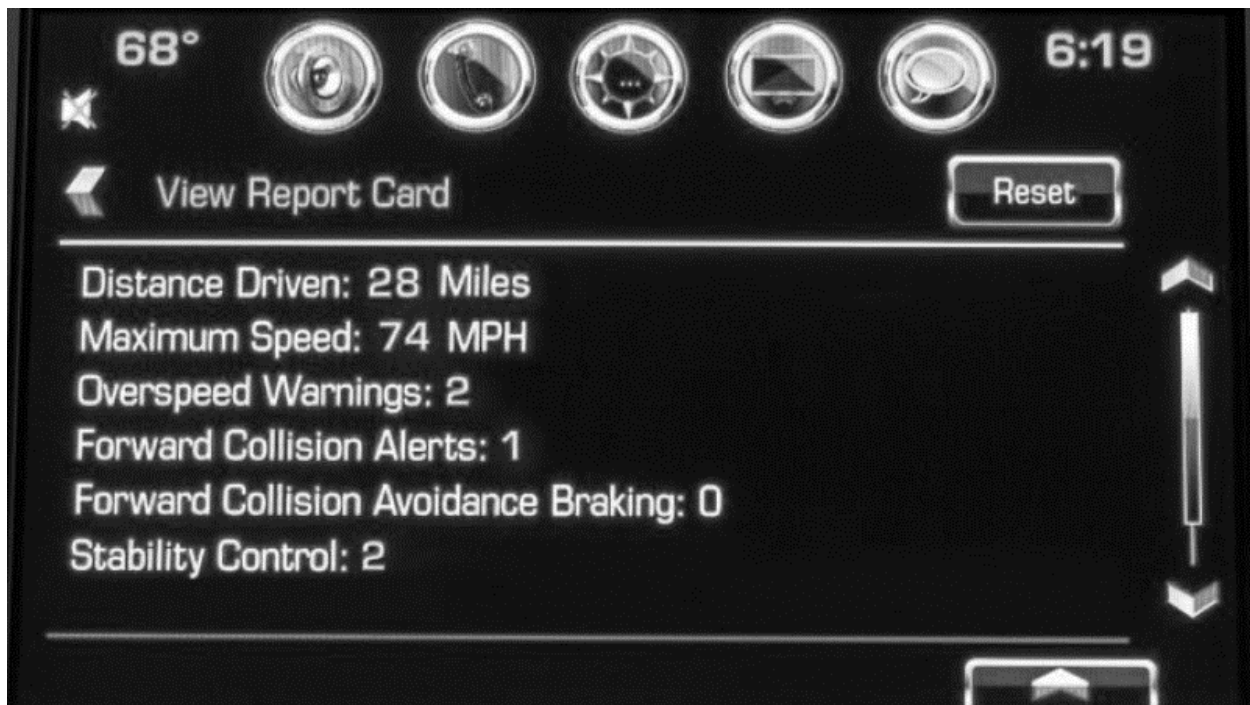 68° 6:19
View Report Card Reset
Distance Driven: 28 Miles
Maximum Speed: 74 MPH
Overspeed Warnings: 2
Forward Collision Alerts: 1
Forward Collision Avoidance Braking: 0
Stability Control: 2